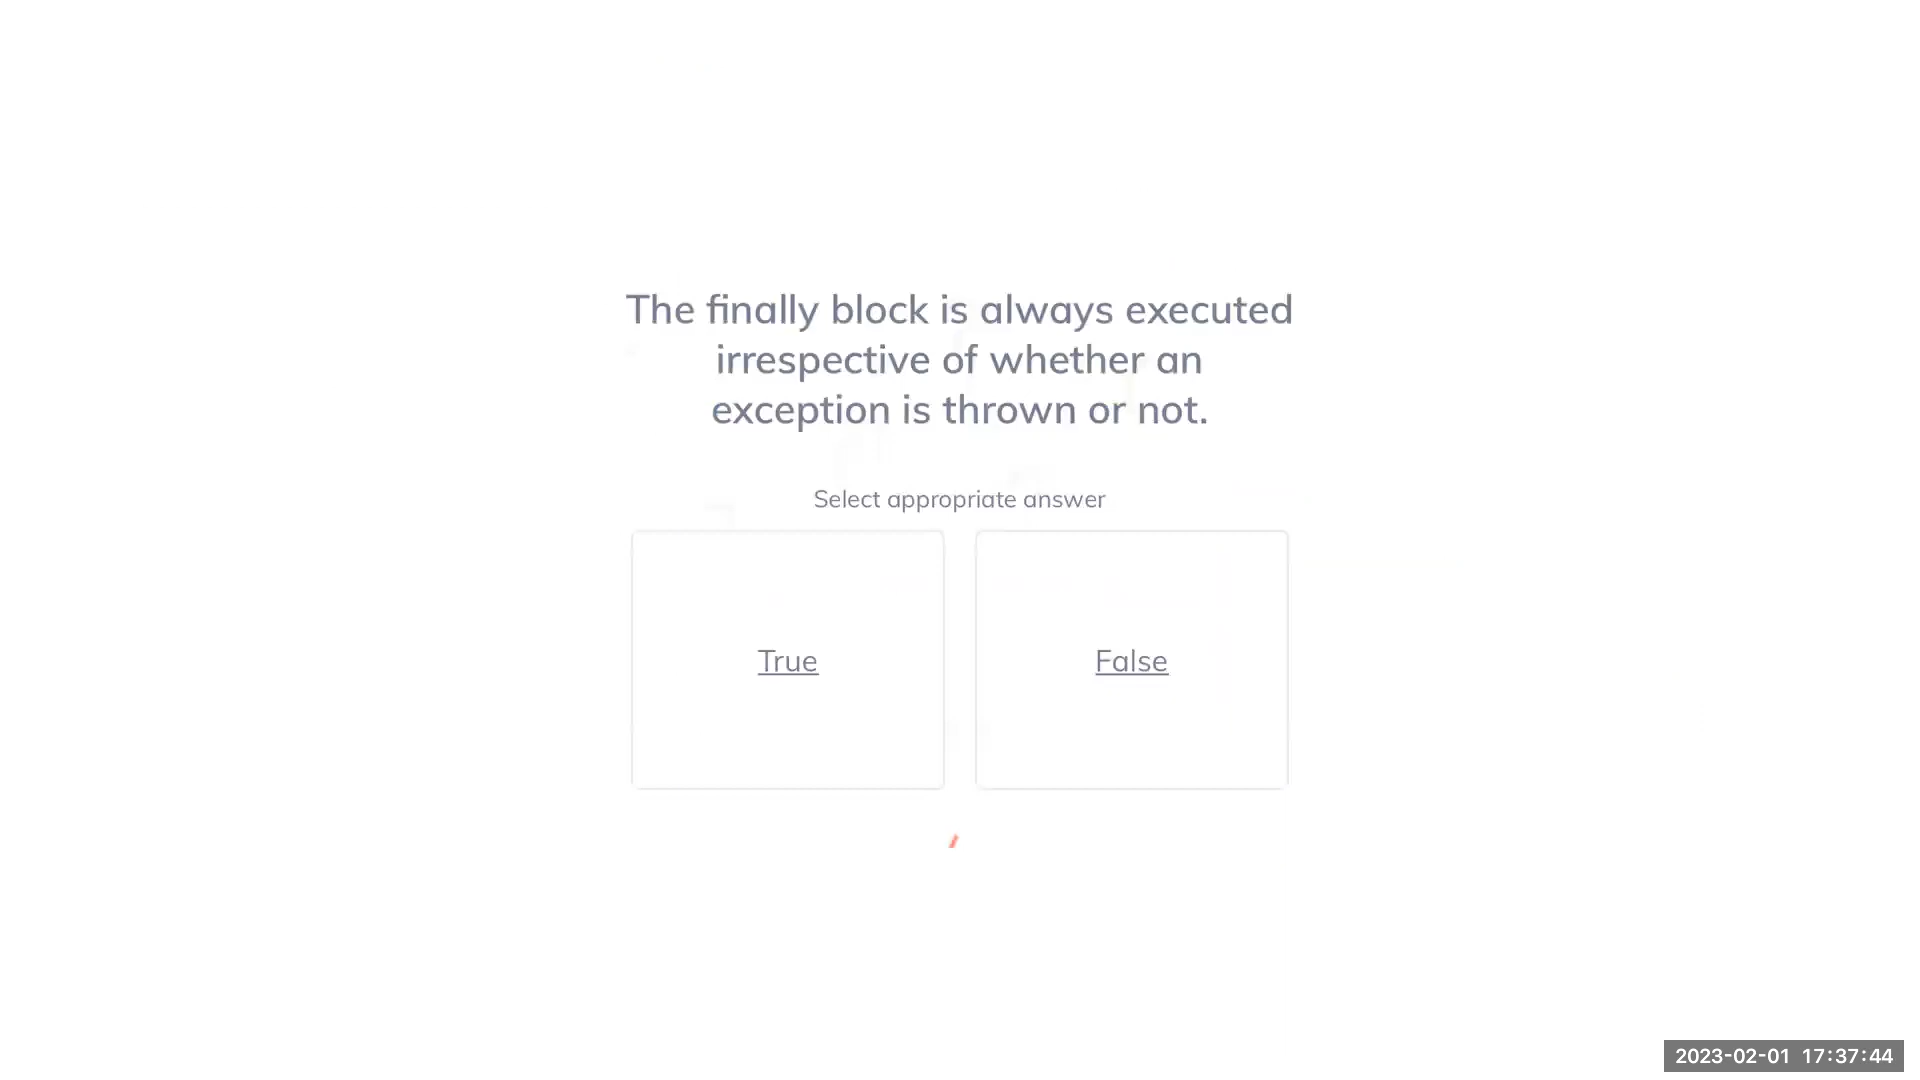 The finally block is always executed
irrespective of whether an
exception is thrown or not.
Select appropriate answer
True
False
2023-02-01 17:37:44